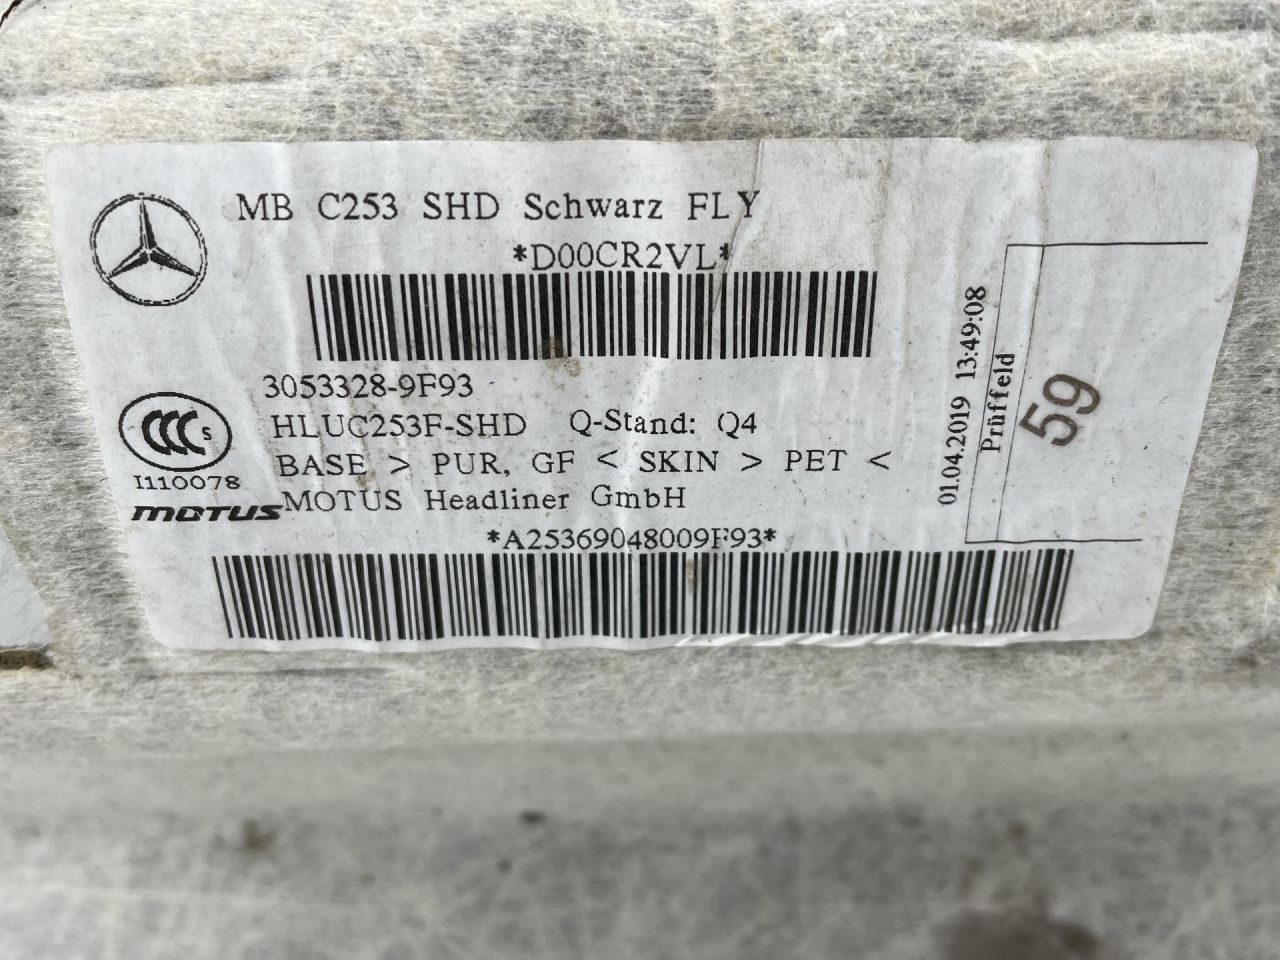 MB C253 SHD Schwarz FLY
*D00CR2VL*
3053328-9F93
HLUC253F-SHD Q-Stand: Q4
BASE > PUR, GF < SKIN > PET <
MOTUS Headliner GmbH
*A25369048009F93*
CCC S
I110078
MOTUS
01.04.2019 13:49:08
Prüffeld
59